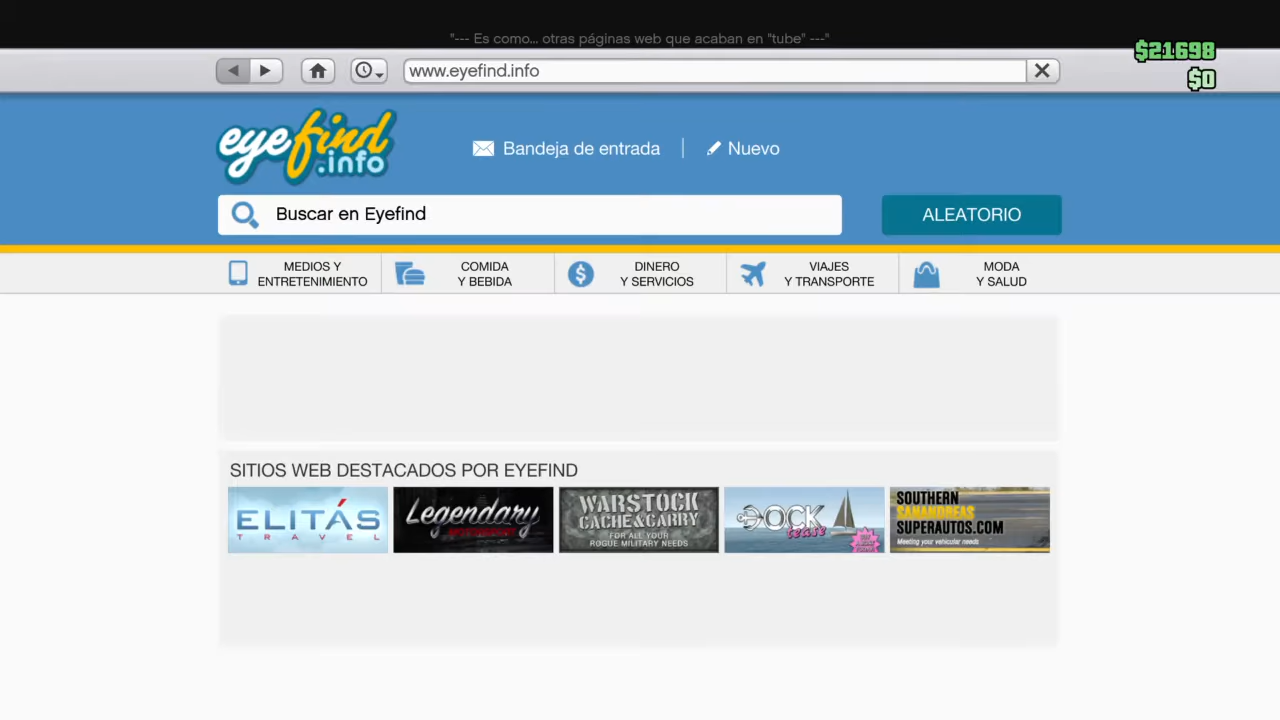 "--- Es como... otras páginas web que acaban en "tube" ---"
$21698
www.eyefind.info
$0
eyefind
.info
Bandeja de entrada
Nuevo
Buscar en Eyefind
ALEATORIO
MEDIOS Y
ENTRETENIMIENTO
COMIDA
Y BEBIDA
DINERO
Y SERVICIOS
VIAJES
Y TRANSPORTE
MODA
Y SALUD
SITIOS WEB DESTACADOS POR EYEFIND
ELITÁS
TRAVEL
Legendary
WARSTOCK
CACHE&CARRY
FOR ALL YOUR
ROGUE MILITARY NEEDS
DOCK
tease
SOUTHERN
SANANDREAS
SUPERAUTOS.COM
Meeting your vehicular needs